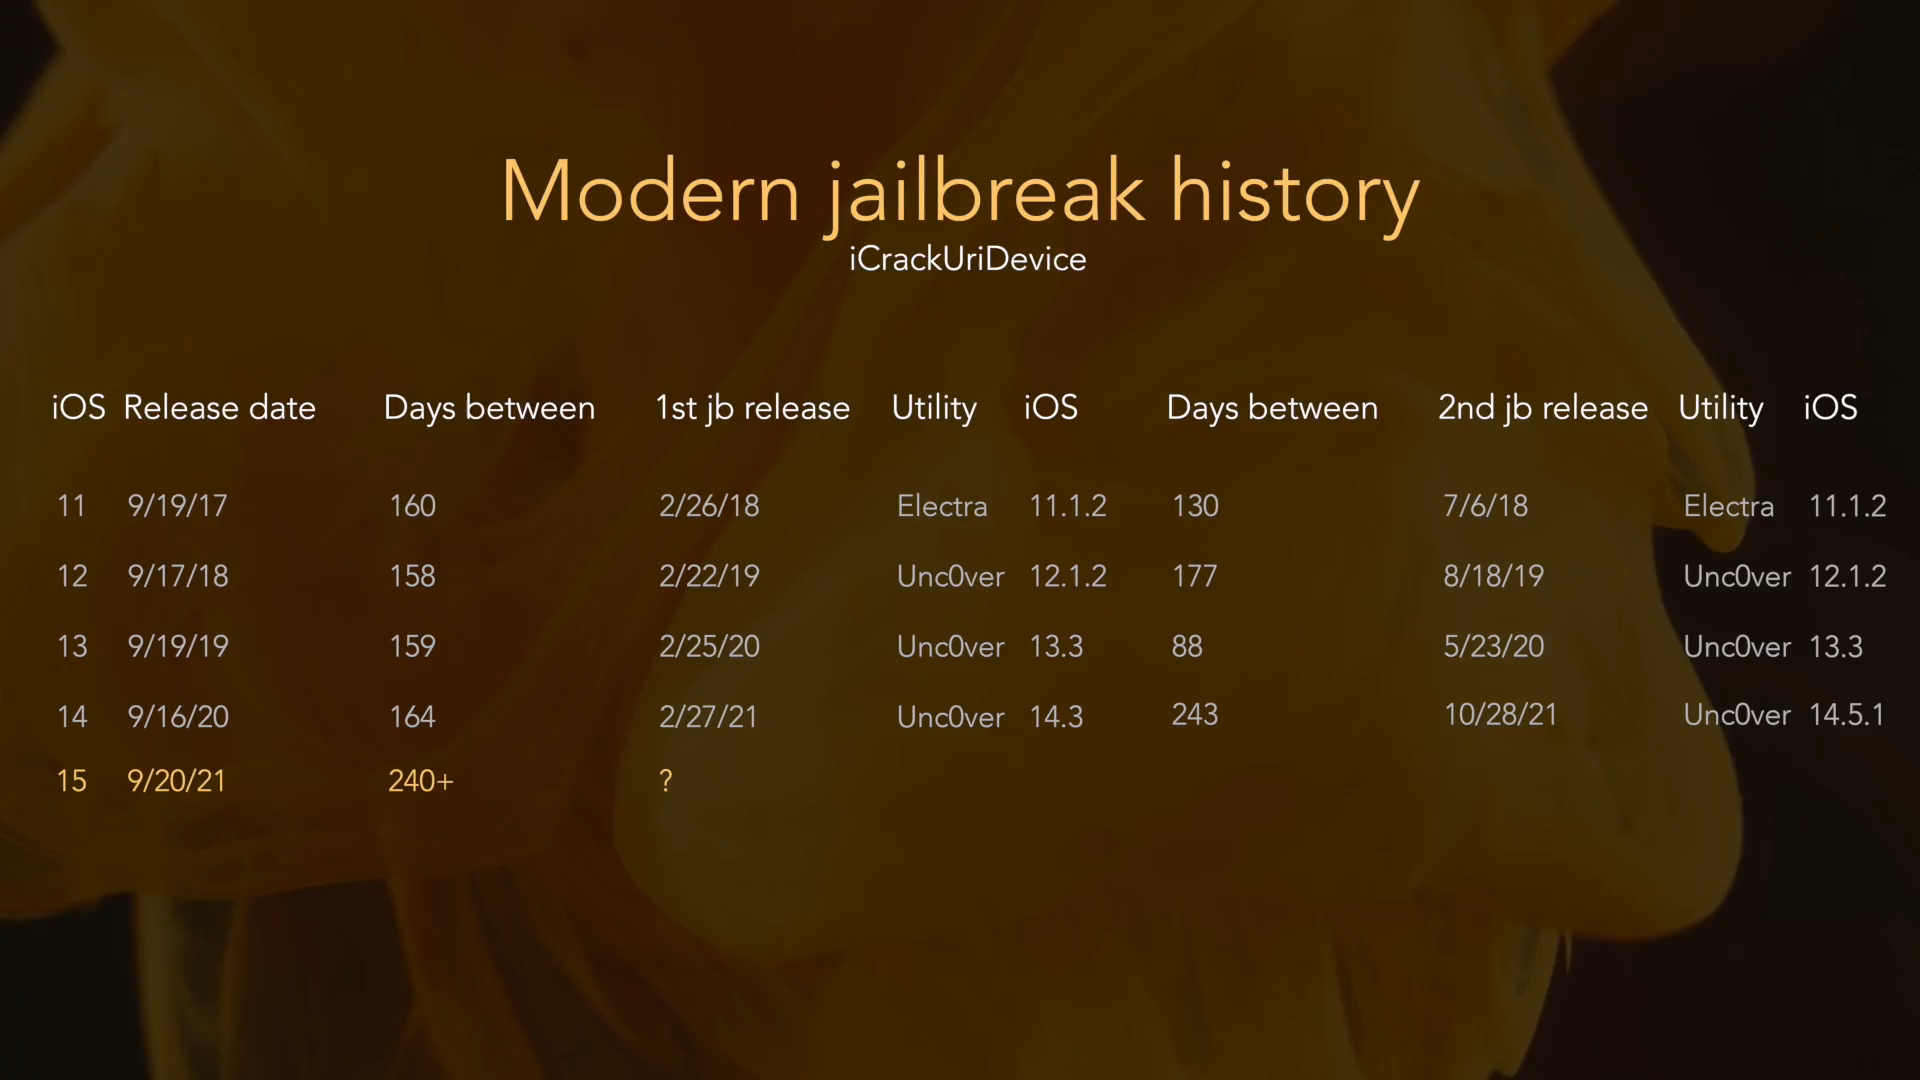 Modern jailbreak history
iCrackUriDevice
iOS Release date Days between 1st jb release Utility iOS Days between 2nd jb release Utility iOS
11 9/19/17 160 2/26/18 Electra 11.1.2 130 7/6/18 Electra 11.1.2
12 9/17/18 158 2/22/19 Unc0ver 12.1.2 177 8/18/19 Unc0ver 12.1.2
13 9/19/19 159 2/25/20 Unc0ver 13.3 88 5/23/20 Unc0ver 13.3
14 9/16/20 164 2/27/21 Unc0ver 14.3 243 10/28/21 Unc0ver 14.5.1
15 9/20/21 240+ ?